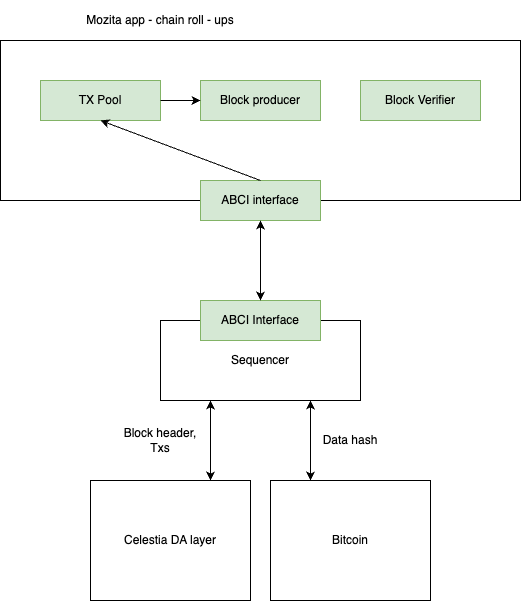 Mozita app - chain roll - ups
TX Pool
Block producer
Block Verifier
ABCI interface
ABCI Interface
Sequencer
Block header,
Txs
Data hash
Celestia DA layer
Bitcoin